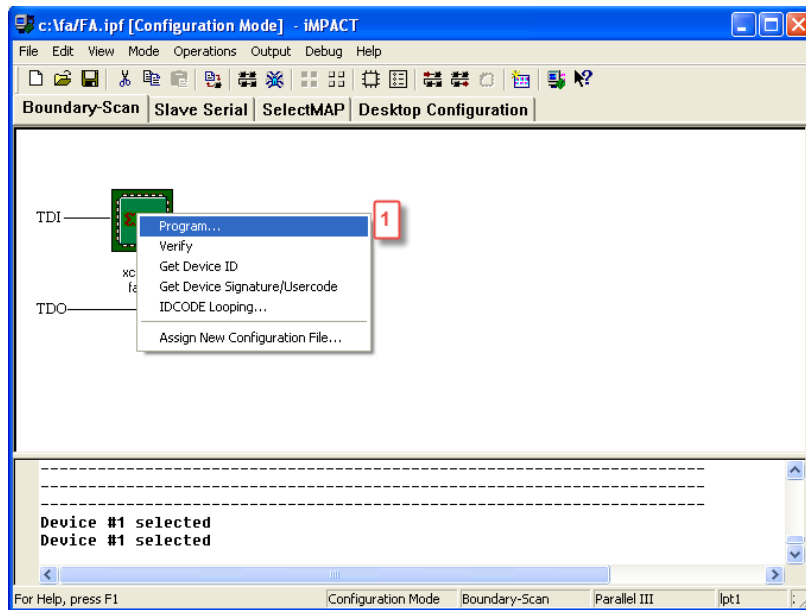 c:\fa/FA.ipf [Configuration Mode] - iMPACT
File Edit View Mode Operations Output Debug Help
Boundary-Scan Slave Serial SelectMAP Desktop Configuration
TDI
Program...
1
Verify
Get Device ID
xc
Get Device Signature/Usercode
fa
IDCODE Looping...
TDO
Assign New Configuration File...
Device #1 selected
Device #1 selected
For Help, press F1 Configuration Mode Boundary-Scan Parallel III lpt1